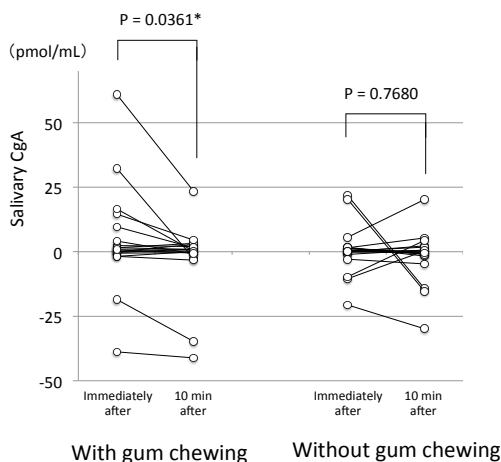 P = 0.0361*
（pmol/mL）
P = 0.7680
Salivary CgA
50
25
0
-25
-50
Immediately after
10 min after
Immediately after
10 min after
With gum chewing
Without gum chewing